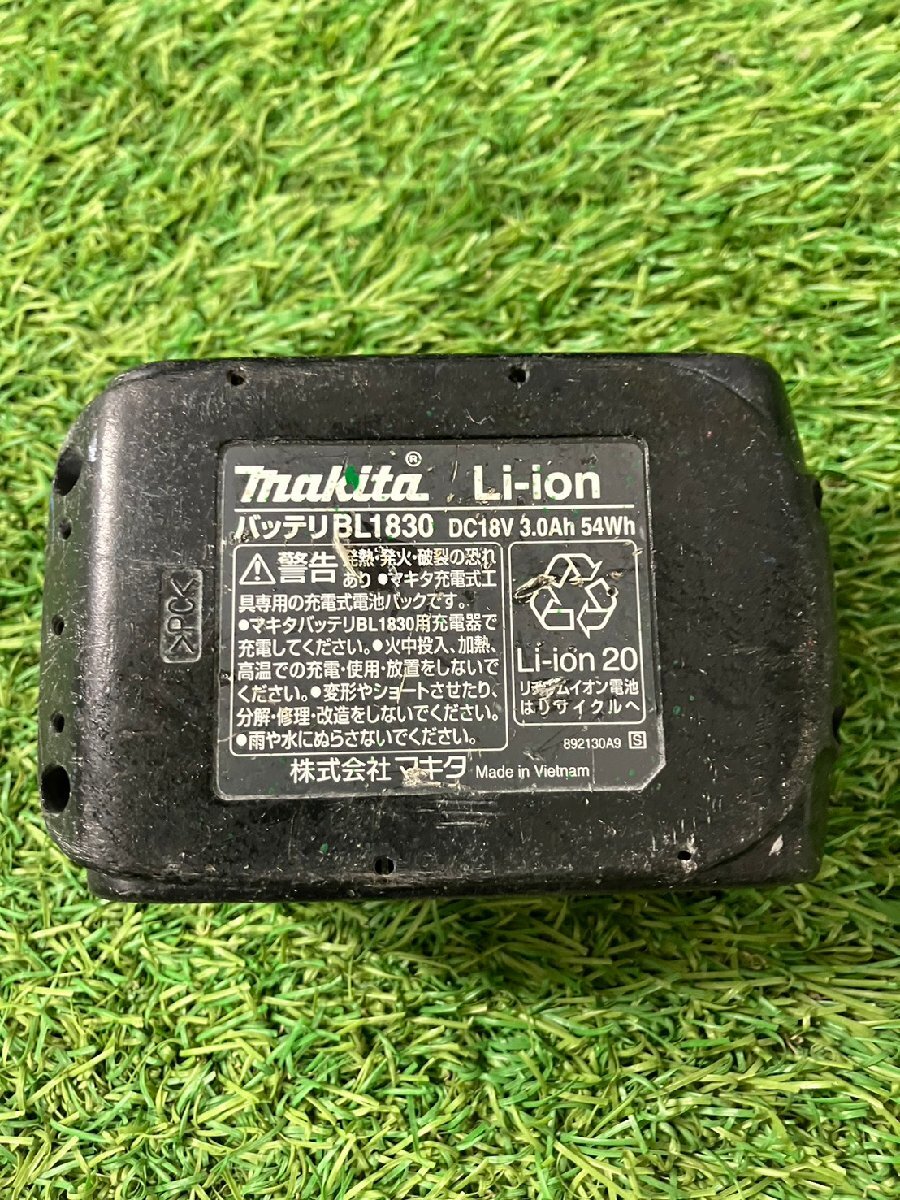 makita® Li-ion
バッテリBL1830 DC18V 3.0Ah 54Wh
警告 発熱・発火・破裂の恐れ
あり ●マキタ充電式工
具専用の充電式電池パックです。
●マキタバッテリBL1830用充電器で
充電してください。●火中投入、加熱、
高温での充電・使用・放置をしないで
ください。●変形やショートさせたり、
分解・修理・改造をしないでください。
●雨や水にぬらさないでください。
Li-ion 20
リチウムイオン電池
はリサイクルへ
892130A9 S
株式会社 マキタ Made in Vietnam
>PC<